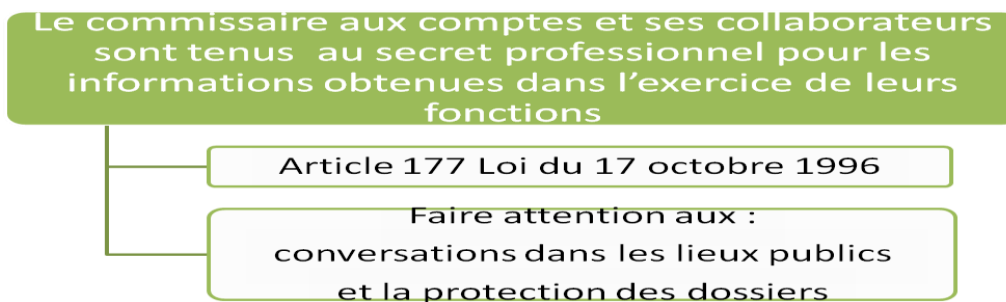 Le commissaire aux comptes et ses collaborateurs
sont tenus au secret professionnel pour les
informations obtenues dans l’exercice de leurs
fonctions
Article 177 Loi du 17 octobre 1996
Faire attention aux :
conversations dans les lieux publics
et la protection des dossiers